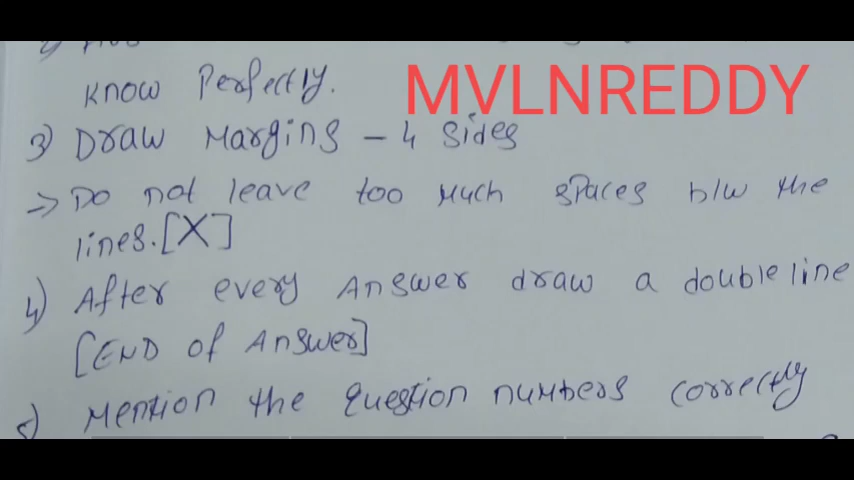 know Perfectly.
MVLNREDDY
3) Draw Margins - 4 sides
→ Do not leave too much spaces b/w the
lines. [X]
4) After every Answer draw a double line
[END of Answer]
5) Mention the Question numbers correctly